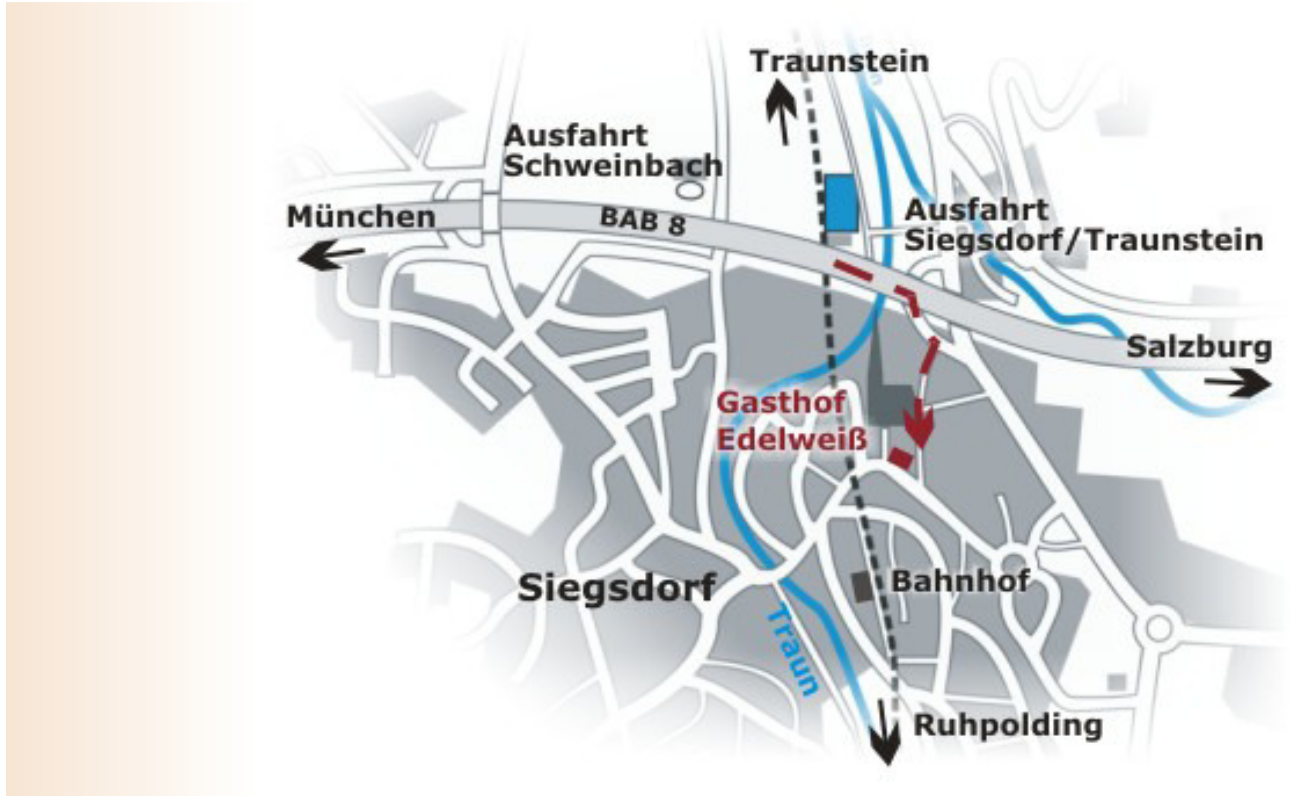 Traunstein
Ausfahrt
Schweinbach
München
BAB 8
Ausfahrt
Siegsdorf/Traunstein
Salzburg
Gasthof
Edelweiß
Siegsdorf
Bahnhof
Traun
Ruhpolding